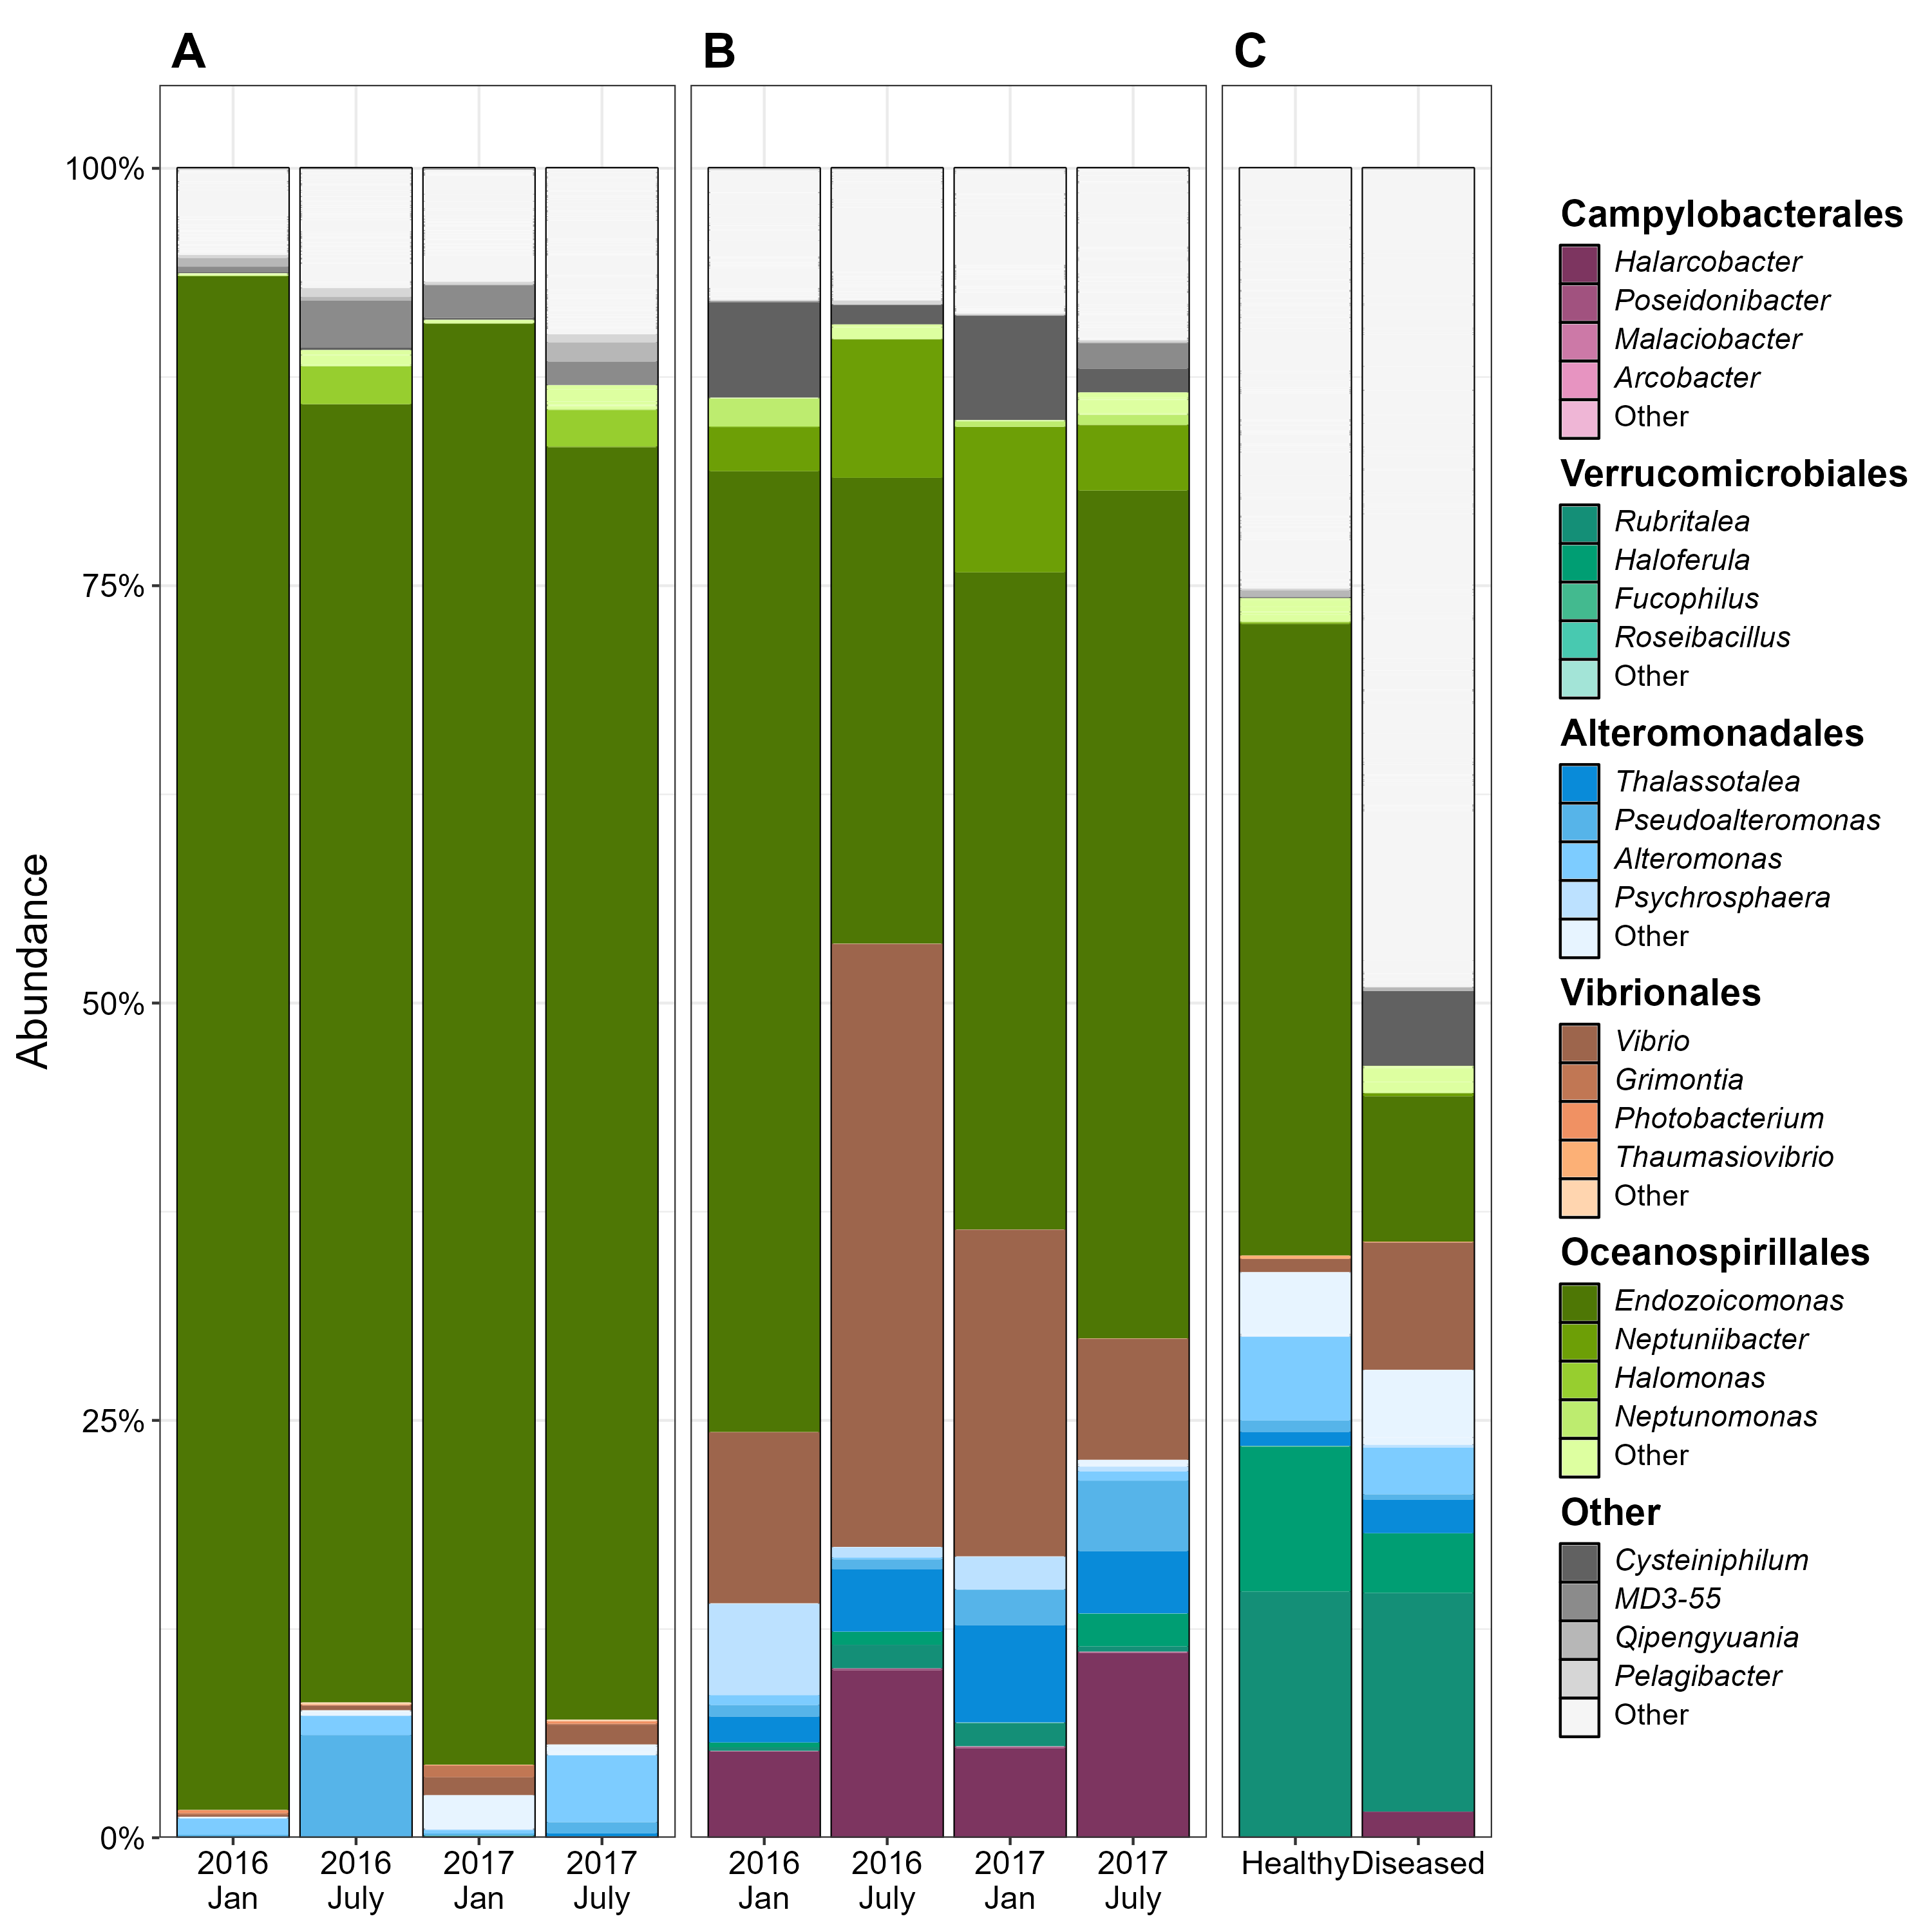 A
B
C
Abundance
100%
75%
50%
25%
0%
2016
Jan
2016
July
2017
Jan
2017
July
2016
Jan
2016
July
2017
Jan
2017
July
Healthy
Diseased
Campylobacterales
Halarcobacter
Poseidonibacter
Malaciobacter
Arcobacter
Other
Verrucomicrobiales
Rubritalea
Haloferula
Fucophilus
Roseibacillus
Other
Alteromonadales
Thalassotalea
Pseudoalteromonas
Alteromonas
Psychrosphaera
Other
Vibrionales
Vibrio
Grimontia
Photobacterium
Thaumasiovibrio
Other
Oceanospirillales
Endozoicomonas
Neptuniibacter
Halomonas
Neptunomonas
Other
Other
Cysteiniphilum
MD3-55
Qipengyuania
Pelagibacter
Other